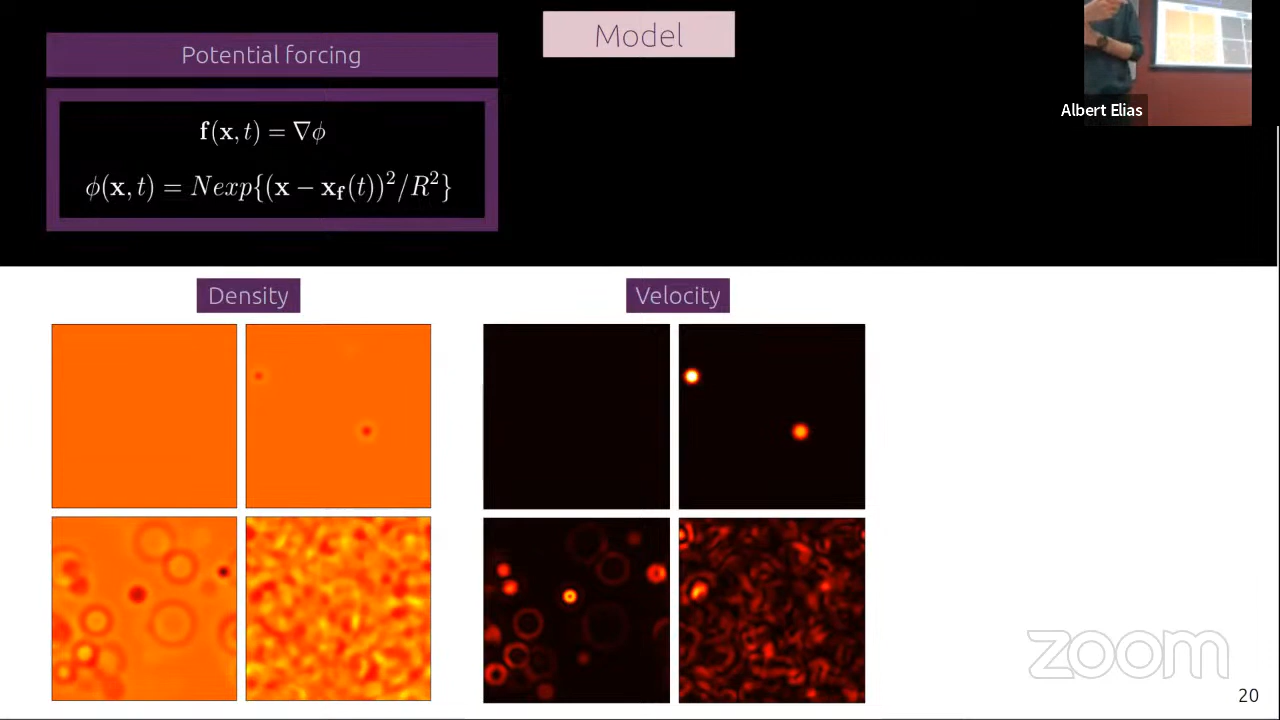 Model
Potential forcing
f(x, t) = ∇ϕ
ϕ(x, t) = Nexp{(x − x_f(t))²/R²}
Albert Elias
Density
Velocity
zoom
20